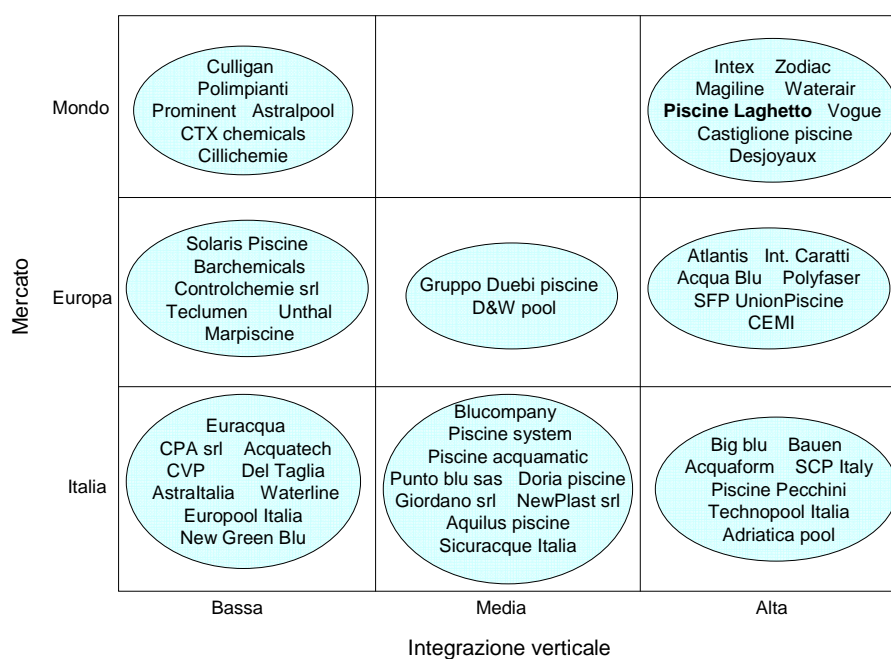 Mercato
Mondo
Culligan
Polimpianti
Prominent Astralpool
CTX chemicals
Cillichemie
Intex Zodiac
Magiline Waterair
Piscine Laghetto Vogue
Castiglione piscine
Desjoyaux
Europa
Solaris Piscine
Barchemicals
Controlchemie srl
Teclumen Unthal
Marpiscine
Gruppo Duebi piscine
D&W pool
Atlantis Int. Caratti
Acqua Blu Polyfaser
SFP UnionPiscine
CEMI
Italia
Euracqua
CPA srl Acquatech
CVP Del Taglia
AstraItalia Waterline
Europool Italia
New Green Blu
Blucompany
Piscine system
Piscine acquamatic
Punto blu sas Doria piscine
Giordano srl NewPlast srl
Aquilus piscine
Sicuracque Italia
Big blu Bauen
Acquaform SCP Italy
Piscine Pecchini
Technopool Italia
Adriatica pool
Bassa Media Alta
Integrazione verticale